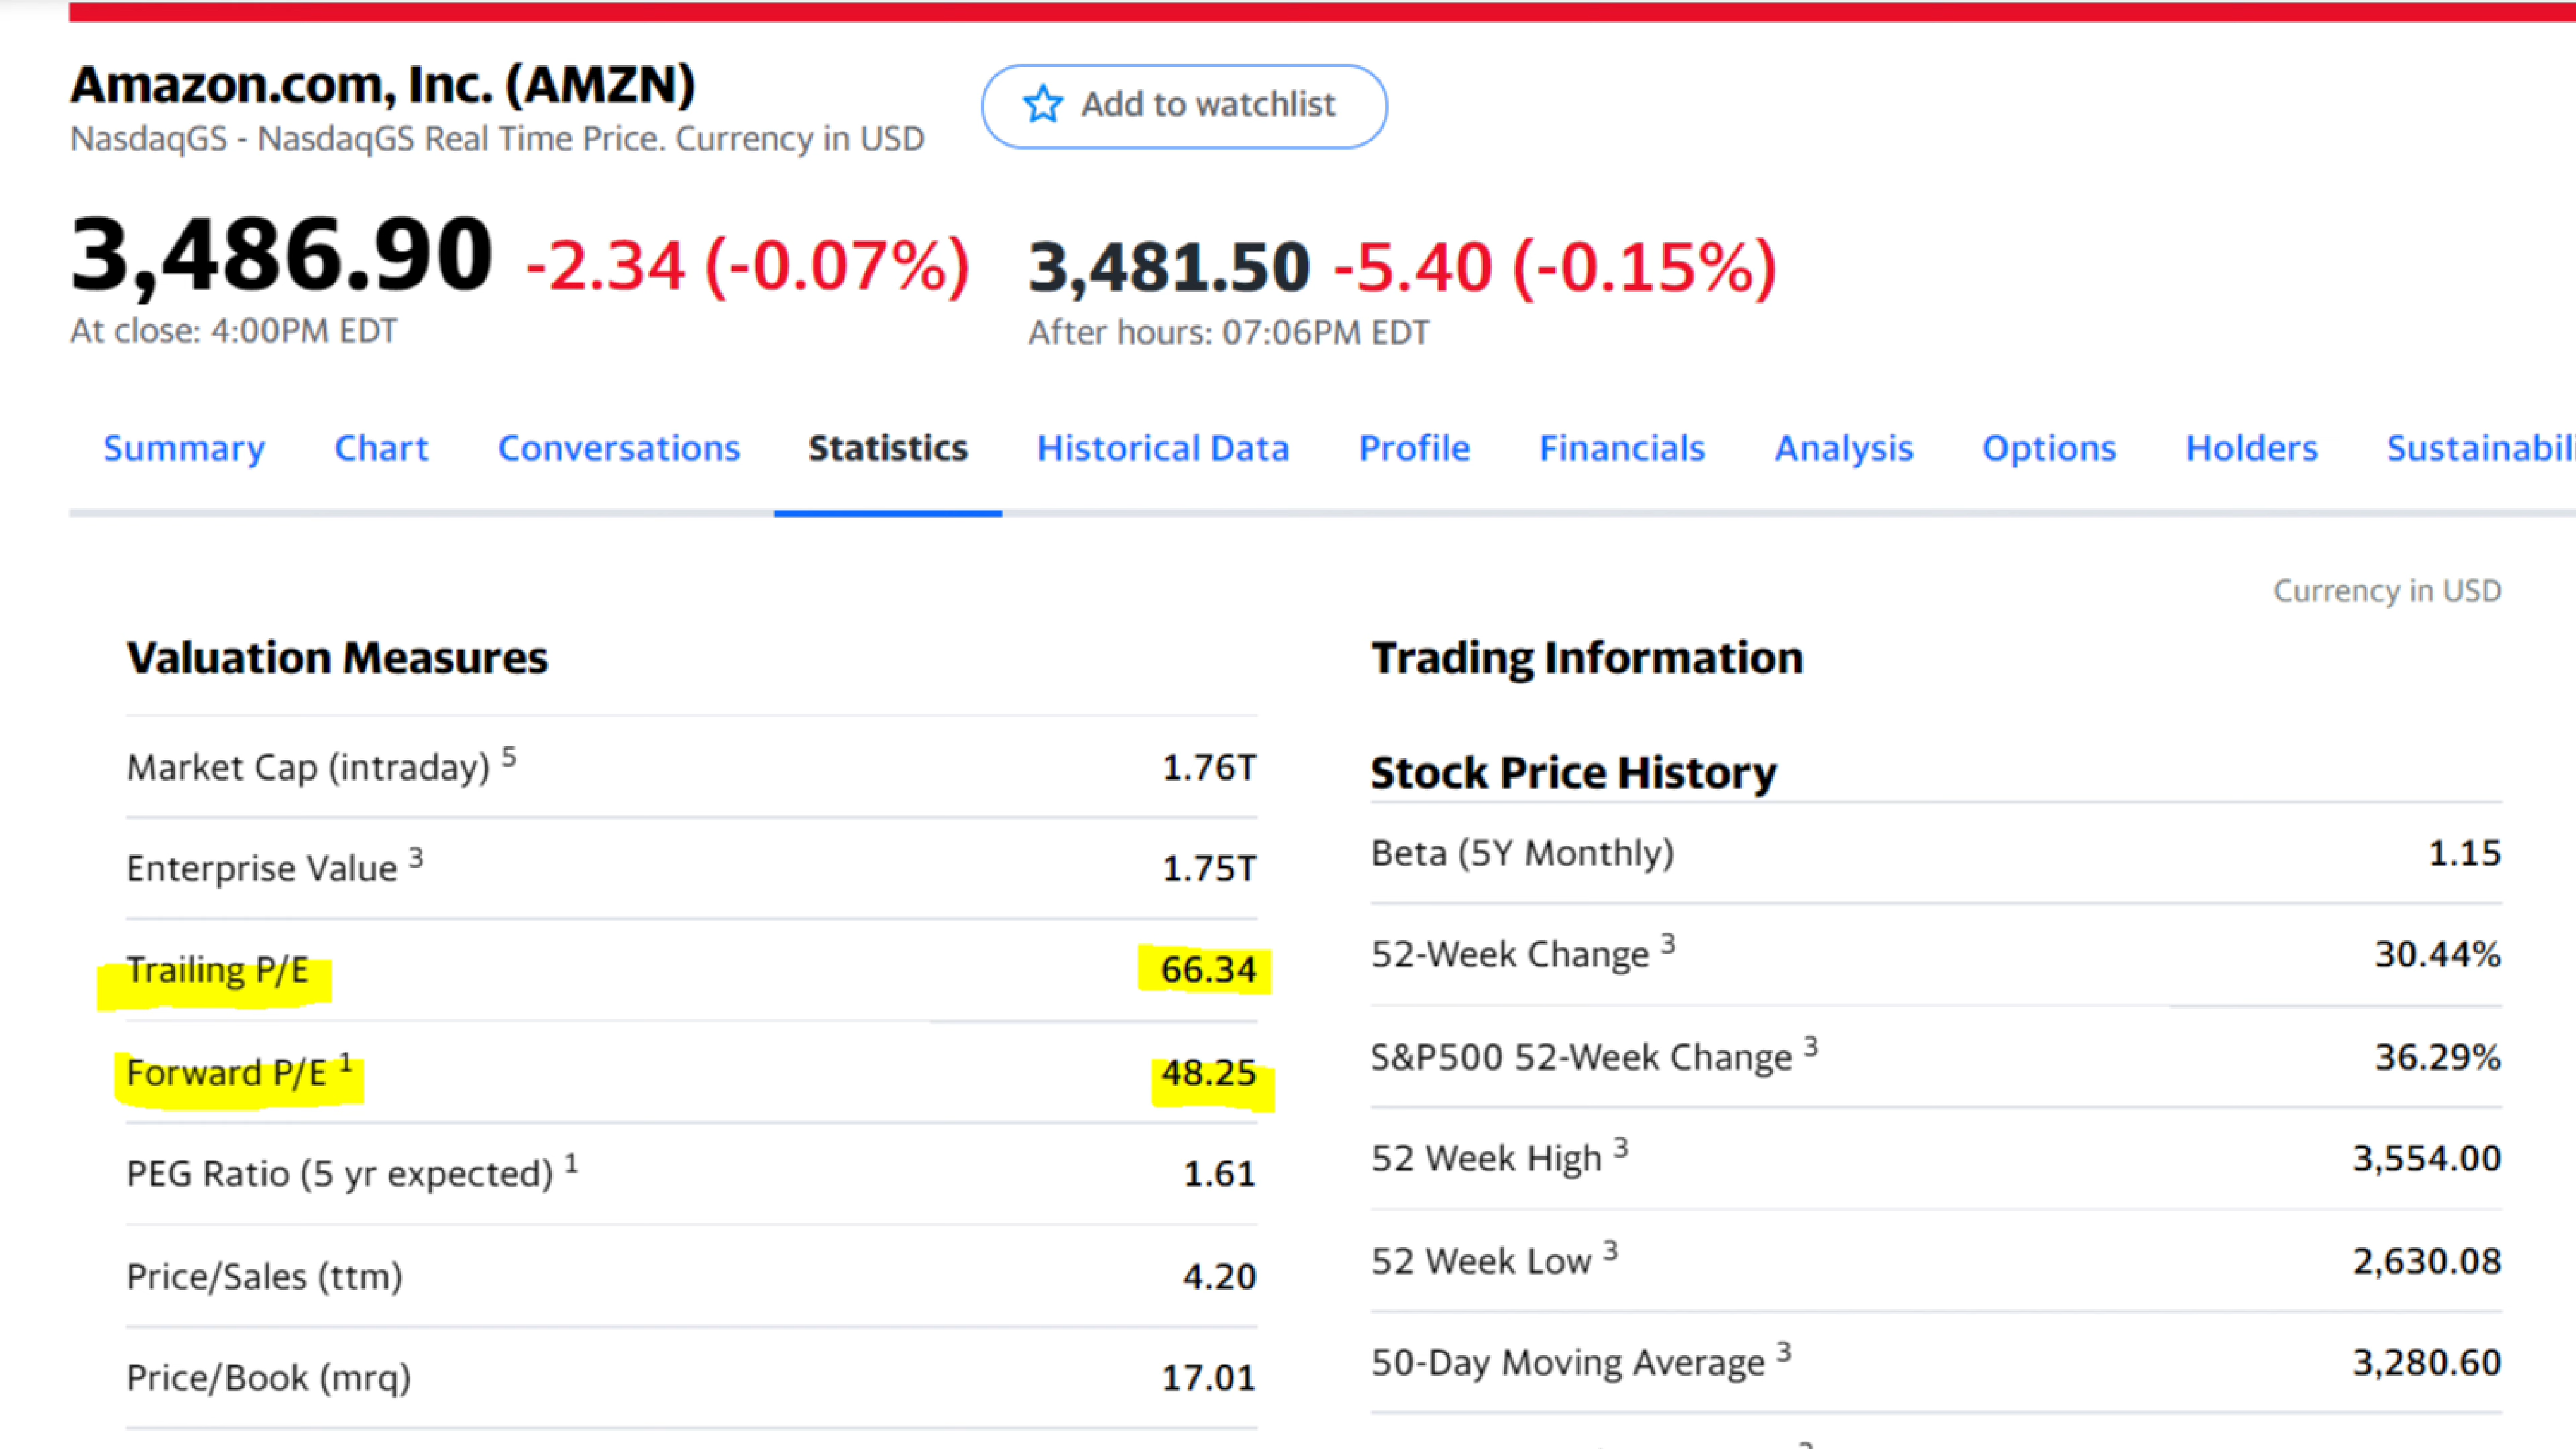 Amazon.com, Inc. (AMZN)
NasdaqGS - NasdaqGS Real Time Price. Currency in USD
Add to watchlist
3,486.90 -2.34 (-0.07%)
At close: 4:00PM EDT
3,481.50 -5.40 (-0.15%)
After hours: 07:06PM EDT
Summary Chart Conversations Statistics Historical Data Profile Financials Analysis Options Holders Sustainabili
Currency in USD
Valuation Measures
Market Cap (intraday) 5 1.76T
Enterprise Value 3 1.75T
Trailing P/E 66.34
Forward P/E 1 48.25
PEG Ratio (5 yr expected) 1 1.61
Price/Sales (ttm) 4.20
Price/Book (mrq) 17.01
Trading Information
Stock Price History
Beta (5Y Monthly) 1.15
52-Week Change 3 30.44%
S&P500 52-Week Change 3 36.29%
52 Week High 3 3,554.00
52 Week Low 3 2,630.08
50-Day Moving Average 3 3,280.60